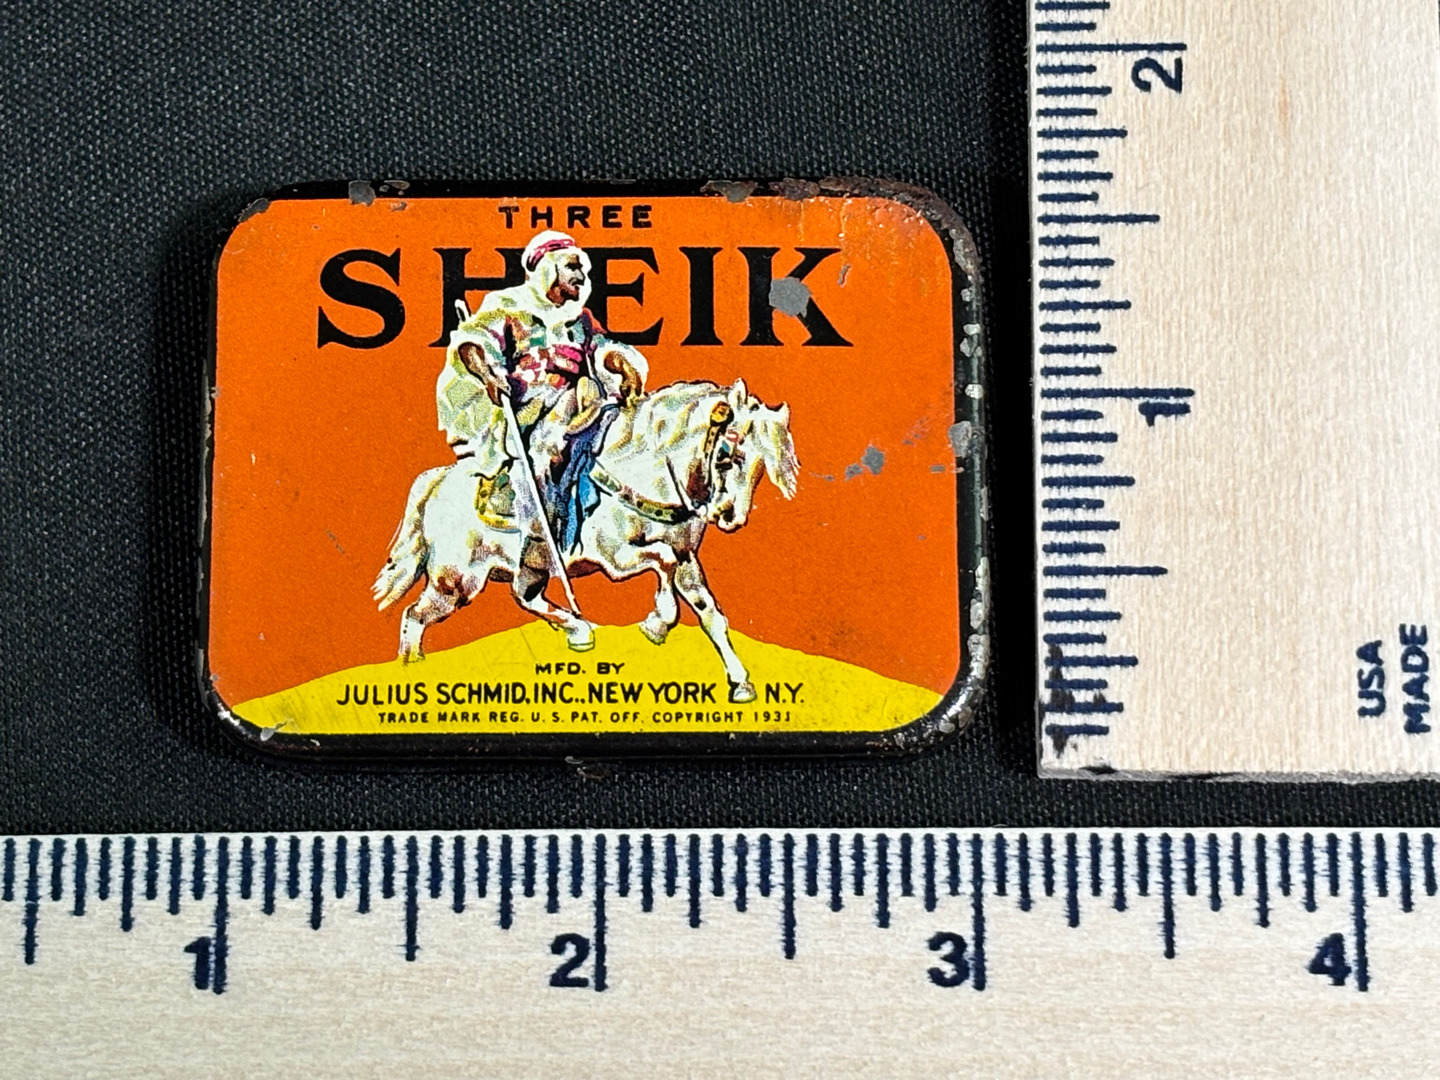 THREE
SHEIK
MFD. BY
JULIUS SCHMID, INC., NEW YORK N.Y.
TRADE MARK REG. U. S. PAT. OFF. COPYRIGHT 1931
2
1
USA
MADE
1 2 3 4